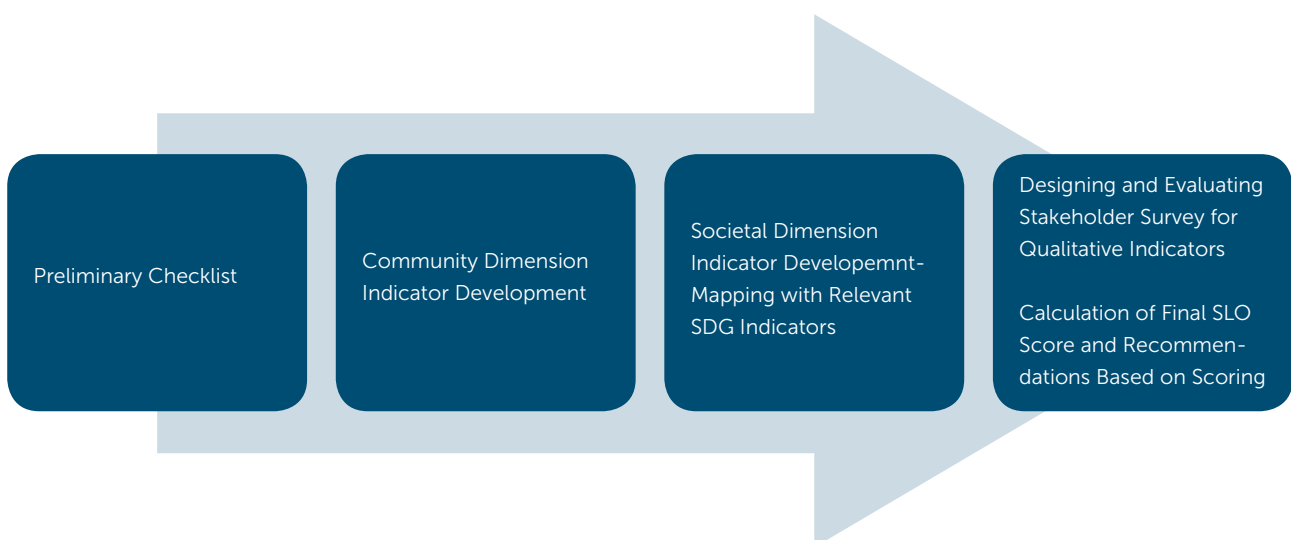 Preliminary Checklist
Community Dimension
Indicator Development
Societal Dimension
Indicator Developemnt-
Mapping with Relevant
SDG Indicators
Designing and Evaluating
Stakeholder Survey for
Qualitative Indicators
Calculation of Final SLO
Score and Recommen-
dations Based on Scoring